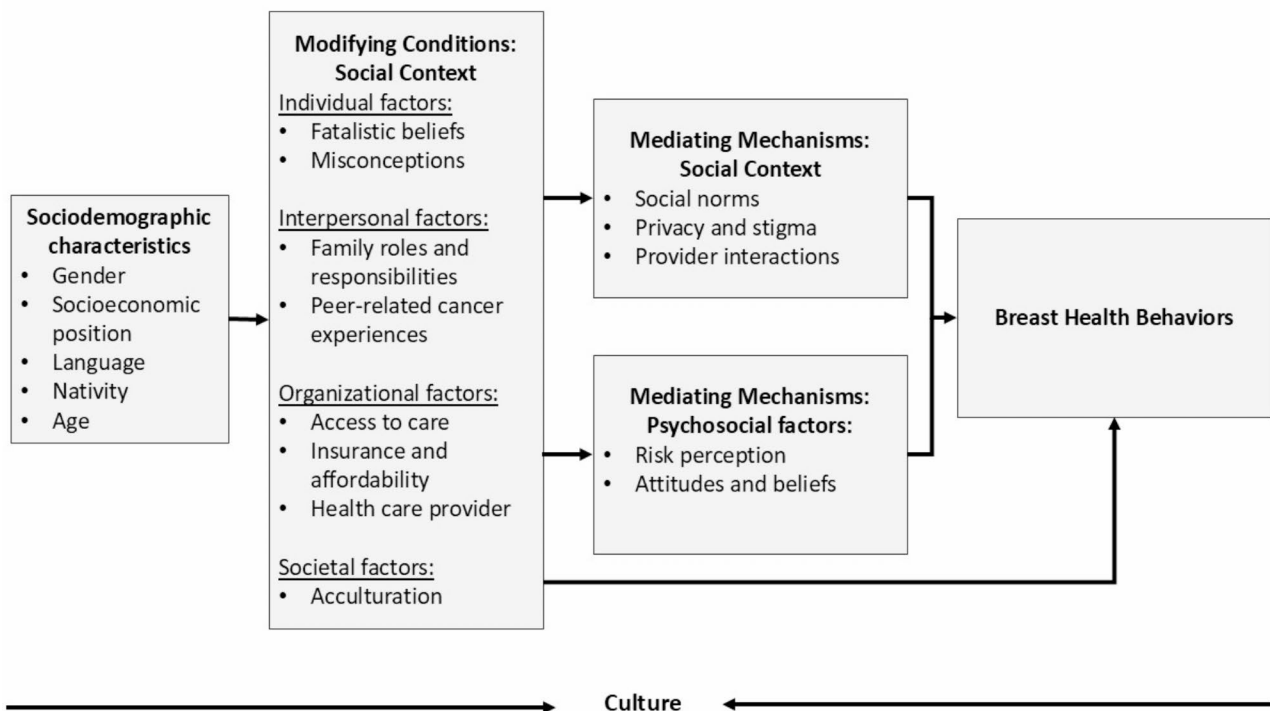 Sociodemographic
characteristics
• Gender
• Socioeconomic
position
• Language
• Nativity
• Age
Modifying Conditions:
Social Context
Individual factors:
• Fatalistic beliefs
• Misconceptions
Interpersonal factors:
• Family roles and
responsibilities
• Peer-related cancer
experiences
Organizational factors:
• Access to care
• Insurance and
affordability
• Health care provider
Societal factors:
• Acculturation
Mediating Mechanisms:
Social Context
• Social norms
• Privacy and stigma
• Provider interactions
Mediating Mechanisms:
Psychosocial factors:
• Risk perception
• Attitudes and beliefs
Breast Health Behaviors
Culture